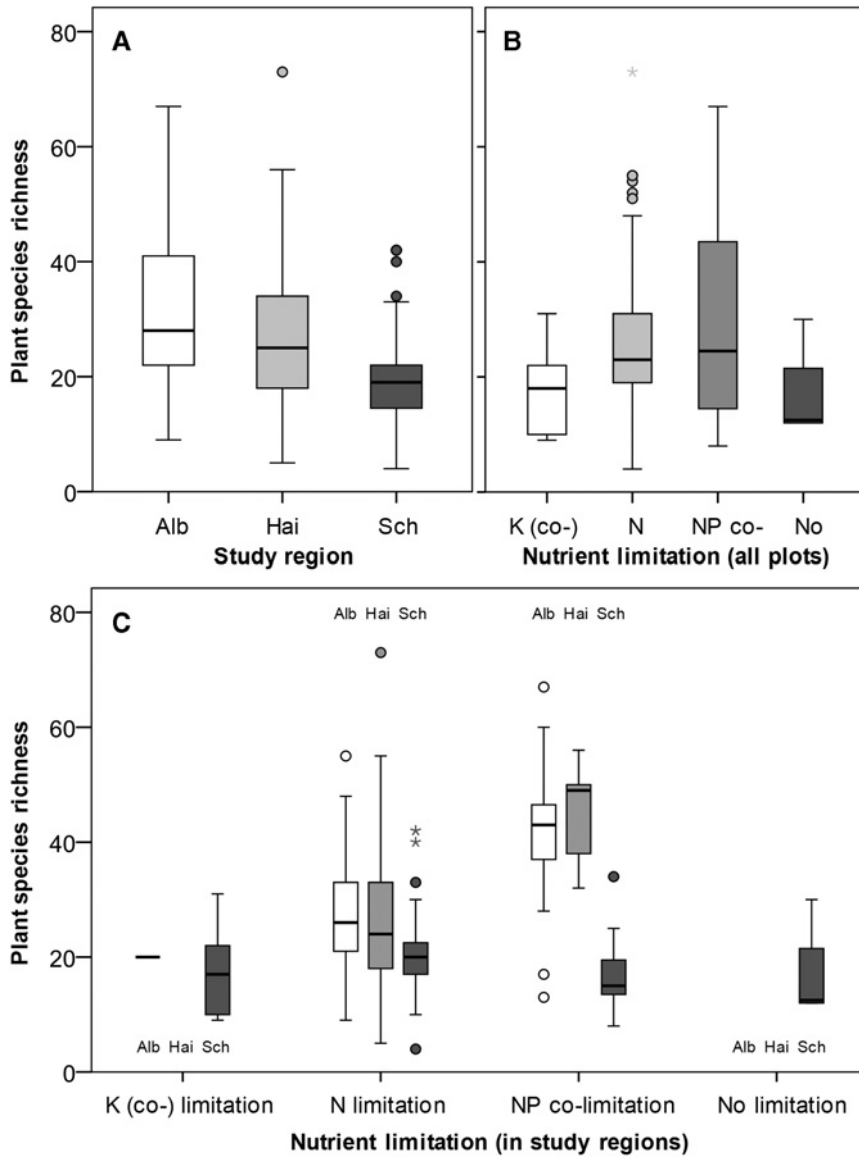 A
B
80
60
40
20
0
Plant species richness
Alb Hai Sch
Study region
K (co-) N NP co- No
Nutrient limitation (all plots)
C
Alb Hai Sch Alb Hai Sch
80
60
40
20
0
Plant species richness
Alb Hai Sch Alb Hai Sch
K (co-) limitation N limitation NP co-limitation No limitation
Nutrient limitation (in study regions)